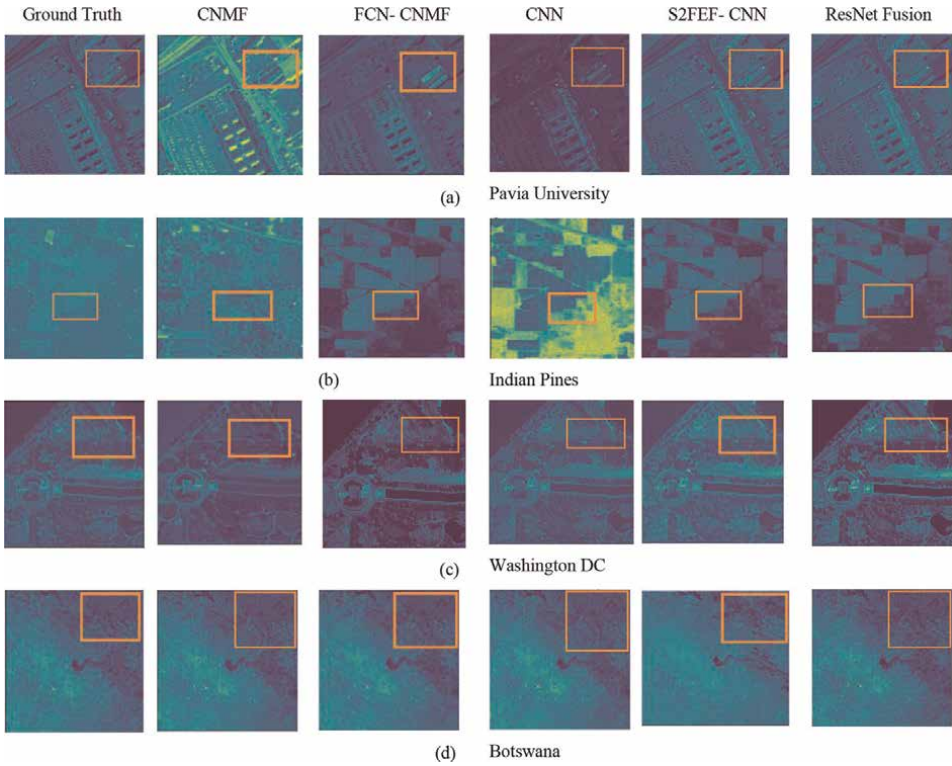 Ground Truth CNMF FCN- CNMF CNN S2FEF- CNN ResNet Fusion
(a) Pavia University
(b) Indian Pines
(c) Washington DC
(d) Botswana